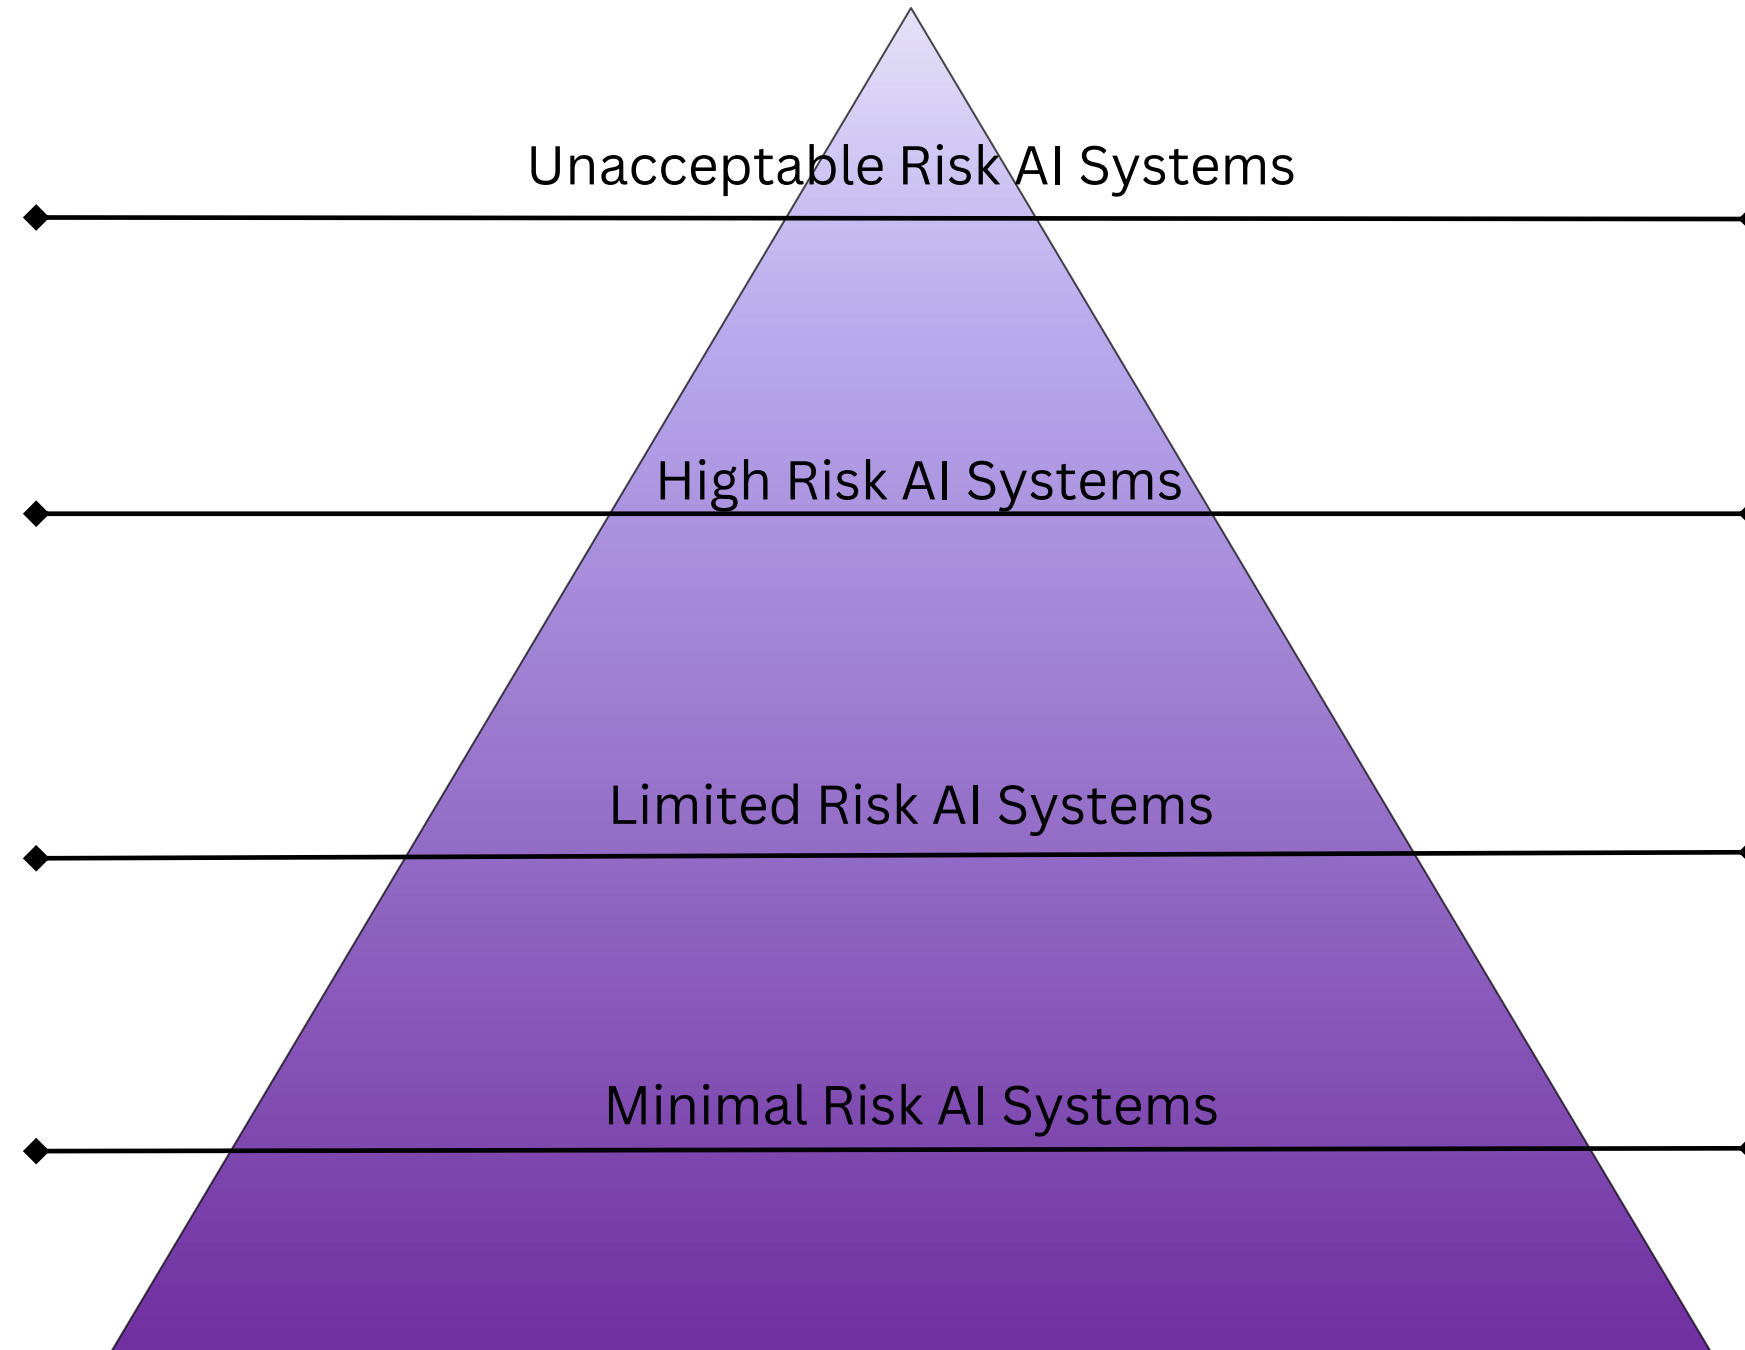 Unacceptable Risk AI Systems
High Risk AI Systems
Limited Risk AI Systems
Minimal Risk AI Systems